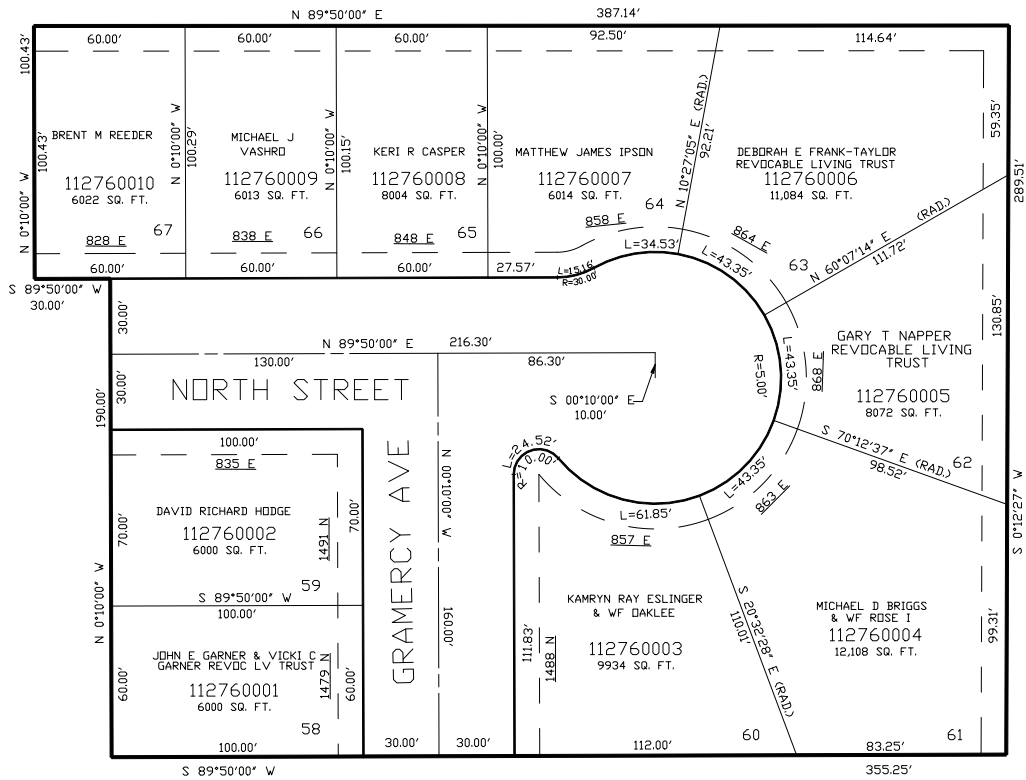 N 89°50'00" E
387.14'
60.00'
60.00'
60.00'
92.50'
114.64'
100.43'
100.43'
N 0°10'00" W
BRENT M REEDER
112760010
6022 SQ. FT.
67
828 E
60.00'
N 0°10'00" W
100.29'
MICHAEL J
VASHRO
112760009
6013 SQ. FT.
66
838 E
60.00'
N 0°10'00" W
100.15'
KERI R CASPER
112760008
8004 SQ. FT.
65
848 E
60.00'
N 0°10'00" W
100.00'
MATTHEW JAMES IPSON
112760007
6014 SQ. FT.
64
858 E
27.57'
L=15.16'
R=30.00'
L=34.53'
N 10°27'05" E (RAD.)
92.21'
DEBORAH E FRANK-TAYLOR
REVOCABLE LIVING TRUST
112760006
11,084 SQ. FT.
864 E
63
L=43.35'
59.35'
289.51'
(RAD.)
N 60°07'14" E
111.72'
S 89°50'00" W
30.00'
30.00'
N 89°50'00" E
216.30'
130.00'
86.30'
NORTH STREET
30.00'
190.00'
S 00°10'00" E
10.00'
R=5.00'
L=43.35'
868 E
GARY T NAPPER
REVOCABLE LIVING
TRUST
112760005
8072 SQ. FT.
130.85'
S 70°12'37" E (RAD.)
98.52'
62
S 0°12'27" W
100.00'
835 E
L=24.52'
R=10.00'
L=43.35'
863 E
L=61.85'
857 E
DAVID RICHARD HODGE
112760002
6000 SQ. FT.
70.00'
1491 N
70.00'
59
S 89°50'00" W
100.00'
N 0°10'00" W
GRAMERCY AVE
N 00°10'00" W
160.00'
JOHN E GARNER & VICKI C
GARNER REVOC LV TRUST
112760001
6000 SQ. FT.
60.00'
1479 N
60.00'
58
100.00'
S 89°50'00" W
30.00'
30.00'
111.83'
1488 N
KAMRYN RAY ESLINGER
& WF OAKLEE
112760003
9934 SQ. FT.
60
112.00'
S 20°32'28" E (RAD.)
110.01'
MICHAEL D BRIGGS
& WF ROSE I
112760004
12,108 SQ. FT.
99.31'
61
83.25'
355.25'